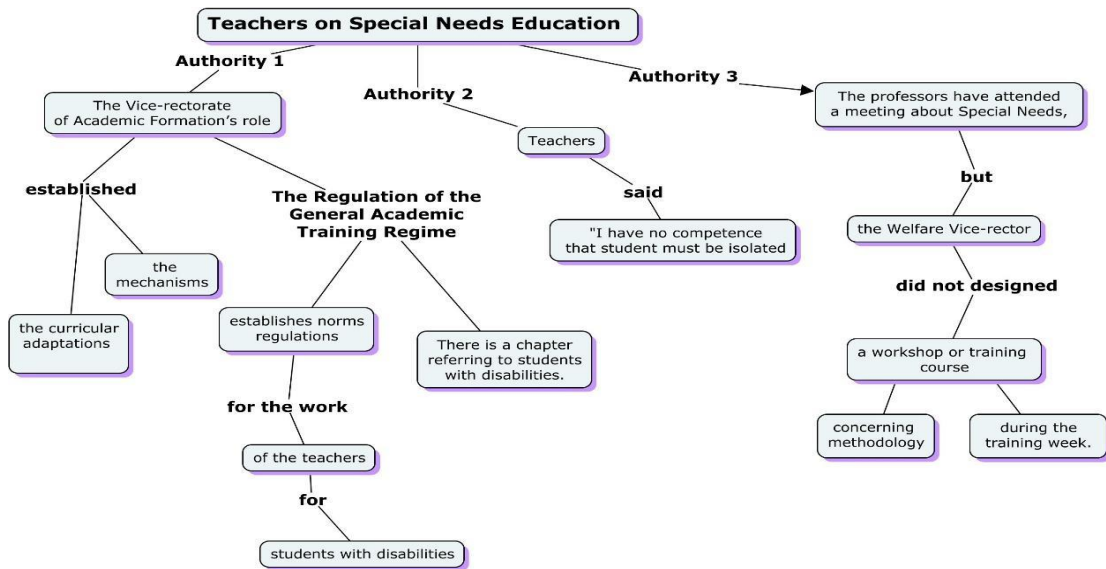 Teachers on Special Needs Education
Authority 1
Authority 2
Authority 3
The Vice-rectorate
of Academic Formation's role
established
the
mechanisms
the curricular
adaptations
The Regulation of the
General Academic
Training Regime
establishes norms
regulations
for the work
of the teachers
for
students with disabilities
There is a chapter
referring to students
with disabilities.
Teachers
said
"I have no competence
that student must be isolated
The professors have attended
a meeting about Special Needs,
but
the Welfare Vice-rector
did not designed
a workshop or training
course
concerning
methodology
during the
training week.